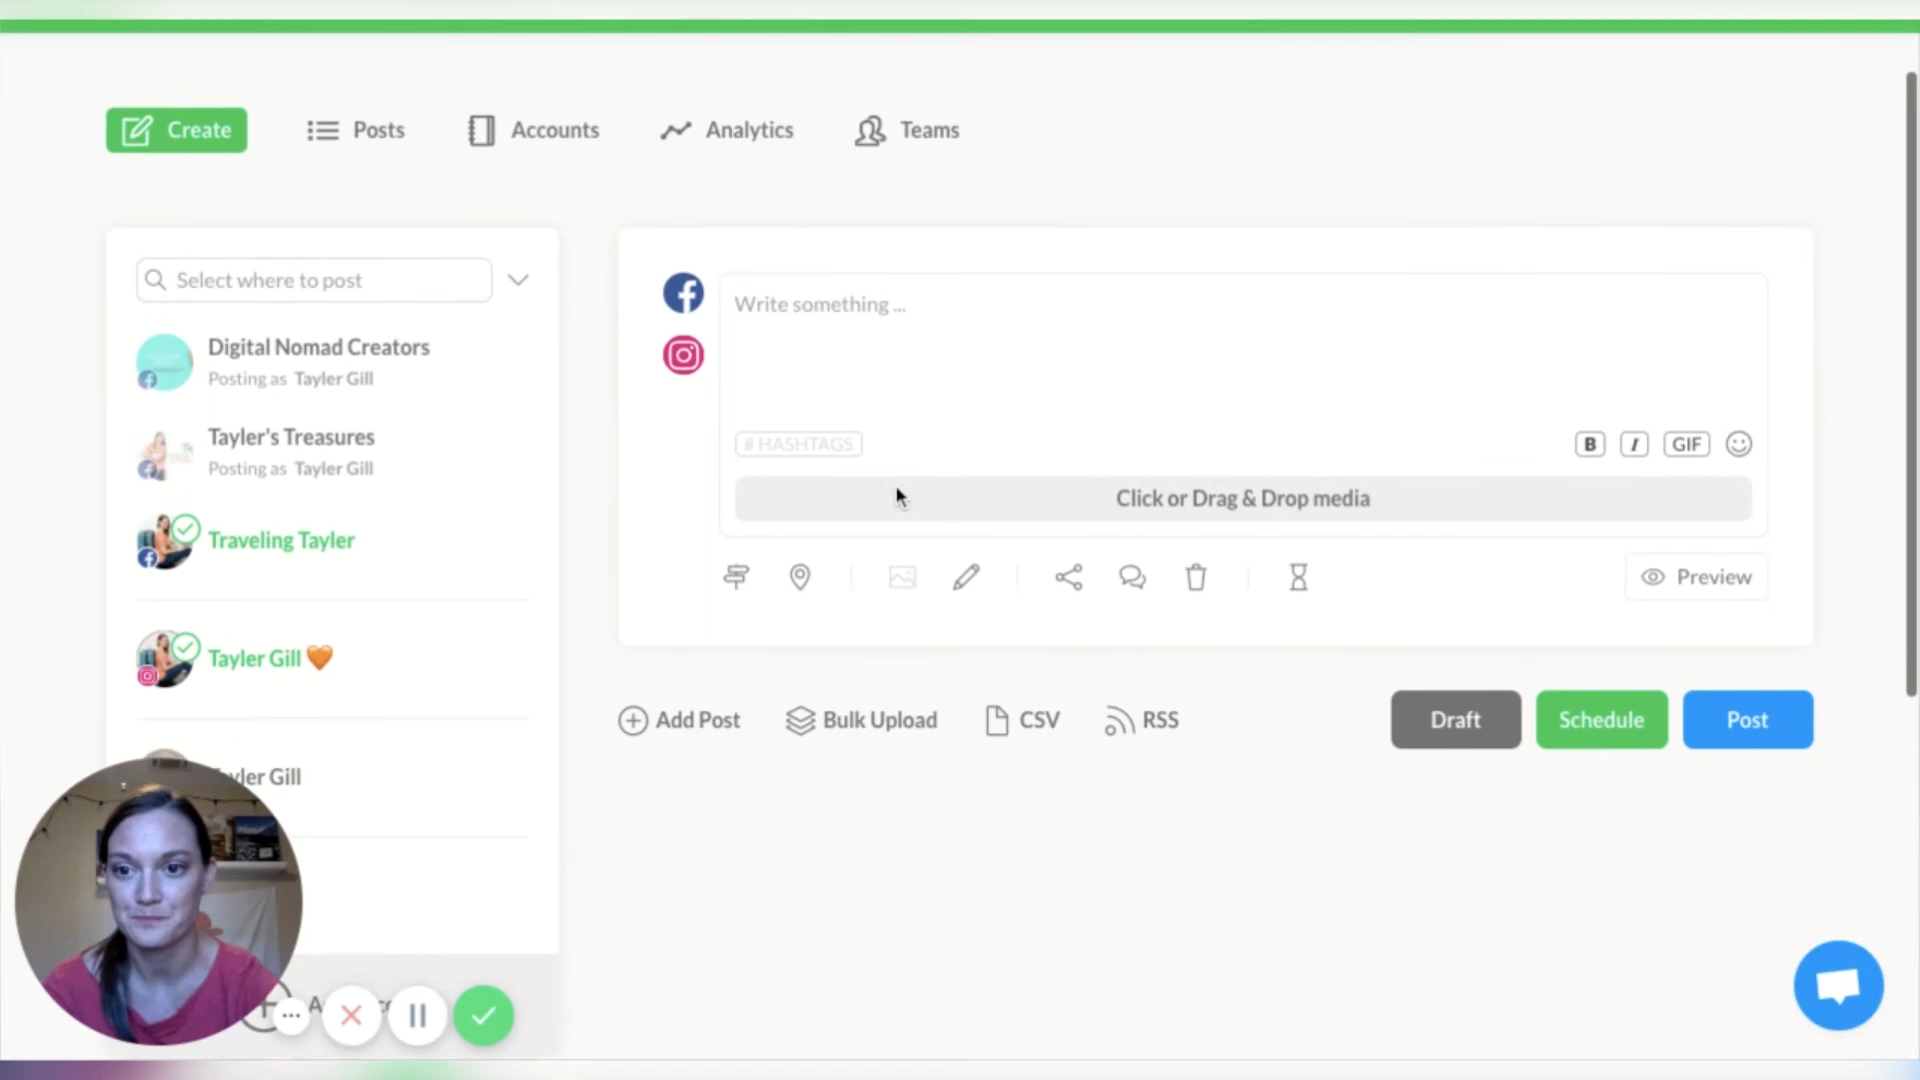 Create
Posts
Accounts
Analytics
Teams
Select where to post
Digital Nomad Creators
Posting as Tayler Gill
Tayler's Treasures
Posting as Tayler Gill
Traveling Tayler
Tayler Gill 🧡
Gill
Write something ...
# HASHTAGS
B
I
GIF
Click or Drag & Drop media
Preview
Add Post
Bulk Upload
CSV
RSS
Draft
Schedule
Post